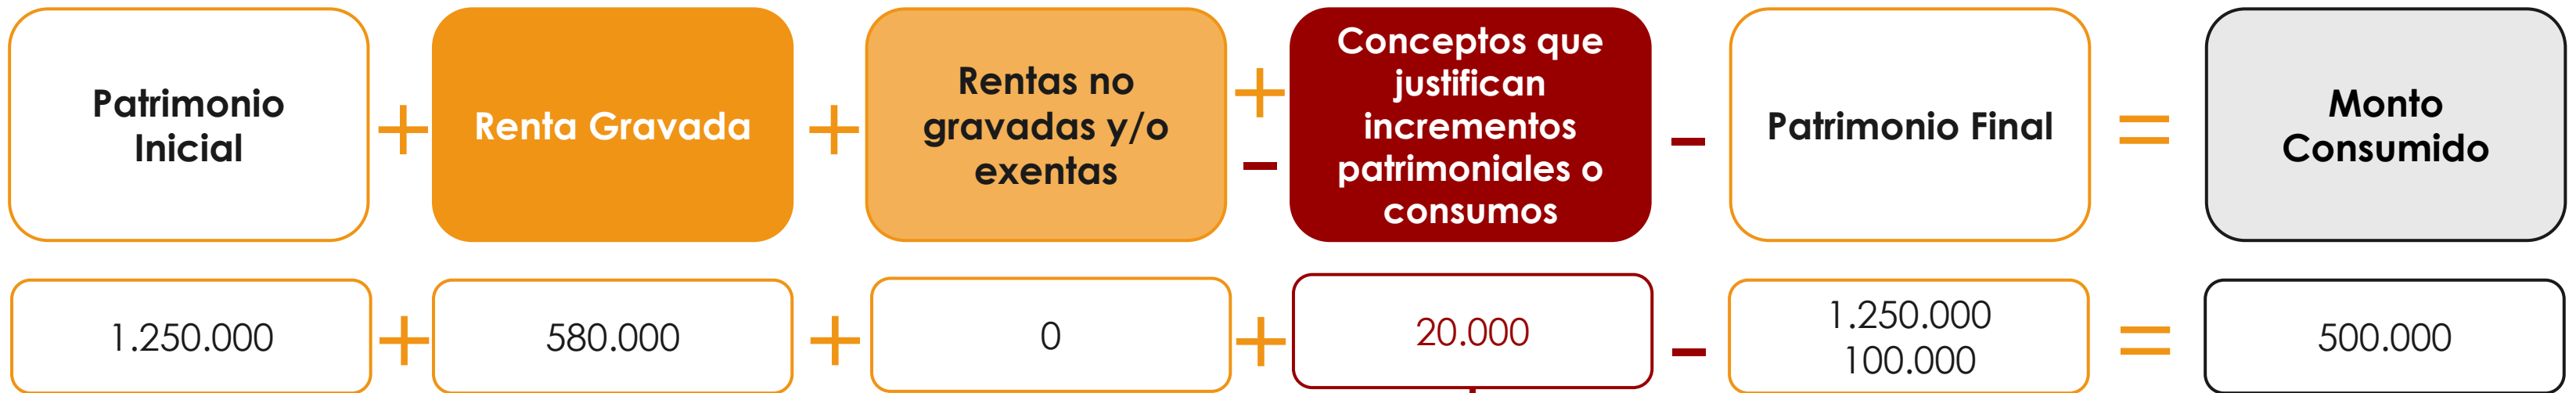 Patrimonio
Inicial
+
Renta Gravada
+
Rentas no
gravadas y/o
exentas
+
-
Conceptos que
justifican
incrementos
patrimoniales o
consumos
-
Patrimonio Final
=
Monto
Consumido
1.250.000
+
580.000
+
0
+
20.000
-
1.250.000
100.000
=
500.000